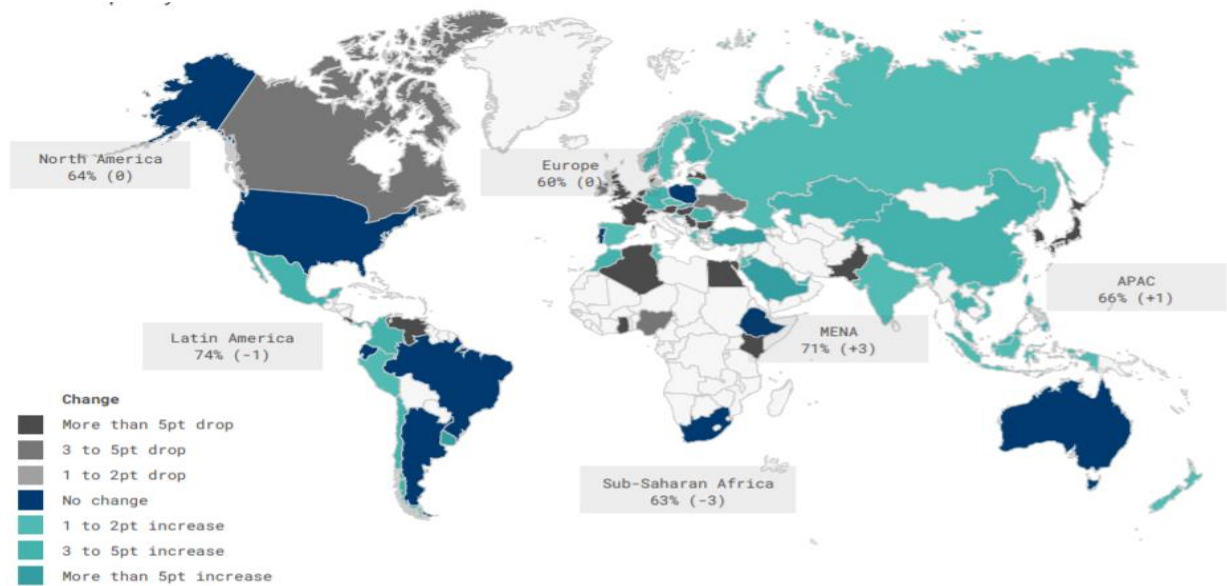 North America
64% (0)
Europe
60% (0)
APAC
66% (+1)
Latin America
74% (-1)
MENA
71% (+3)
Sub-Saharan Africa
63% (-3)
Change
More than 5pt drop
3 to 5pt drop
1 to 2pt drop
No change
1 to 2pt increase
3 to 5pt increase
More than 5pt increase